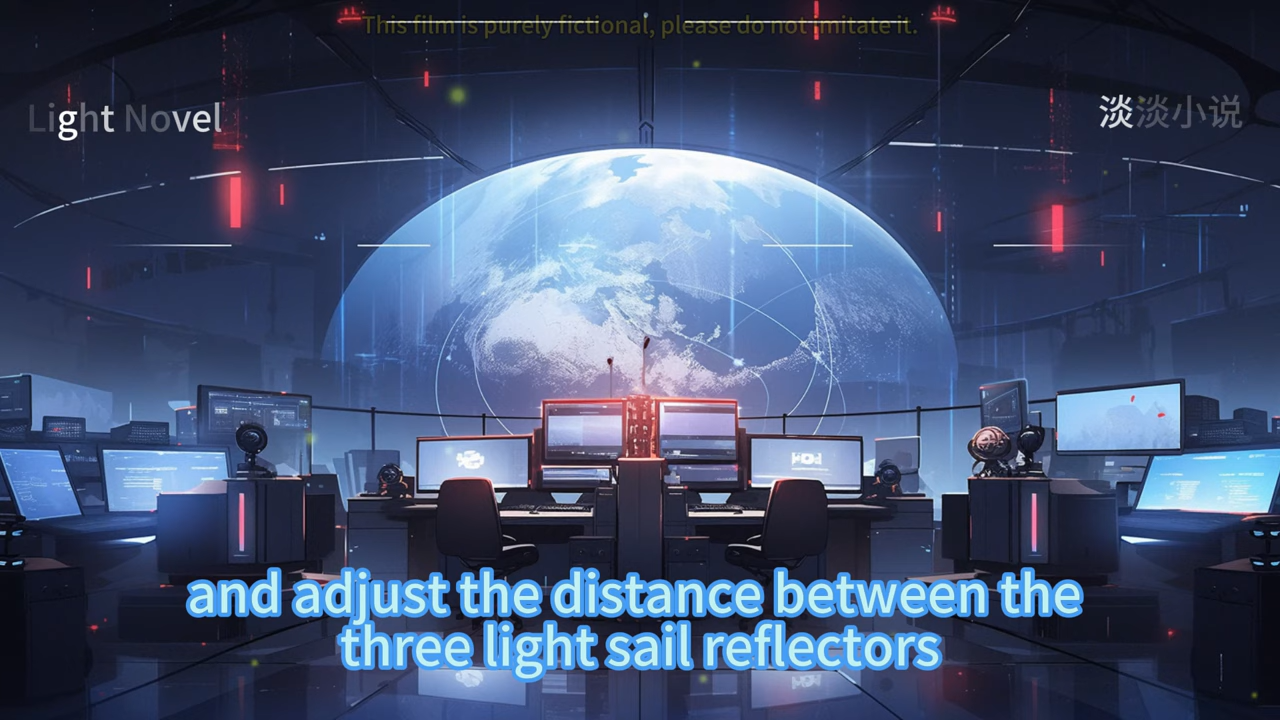 This film is purely fictional, please do not imitate it.
Light Novel
淡淡小说
and adjust the distance between the
three light sail reflectors